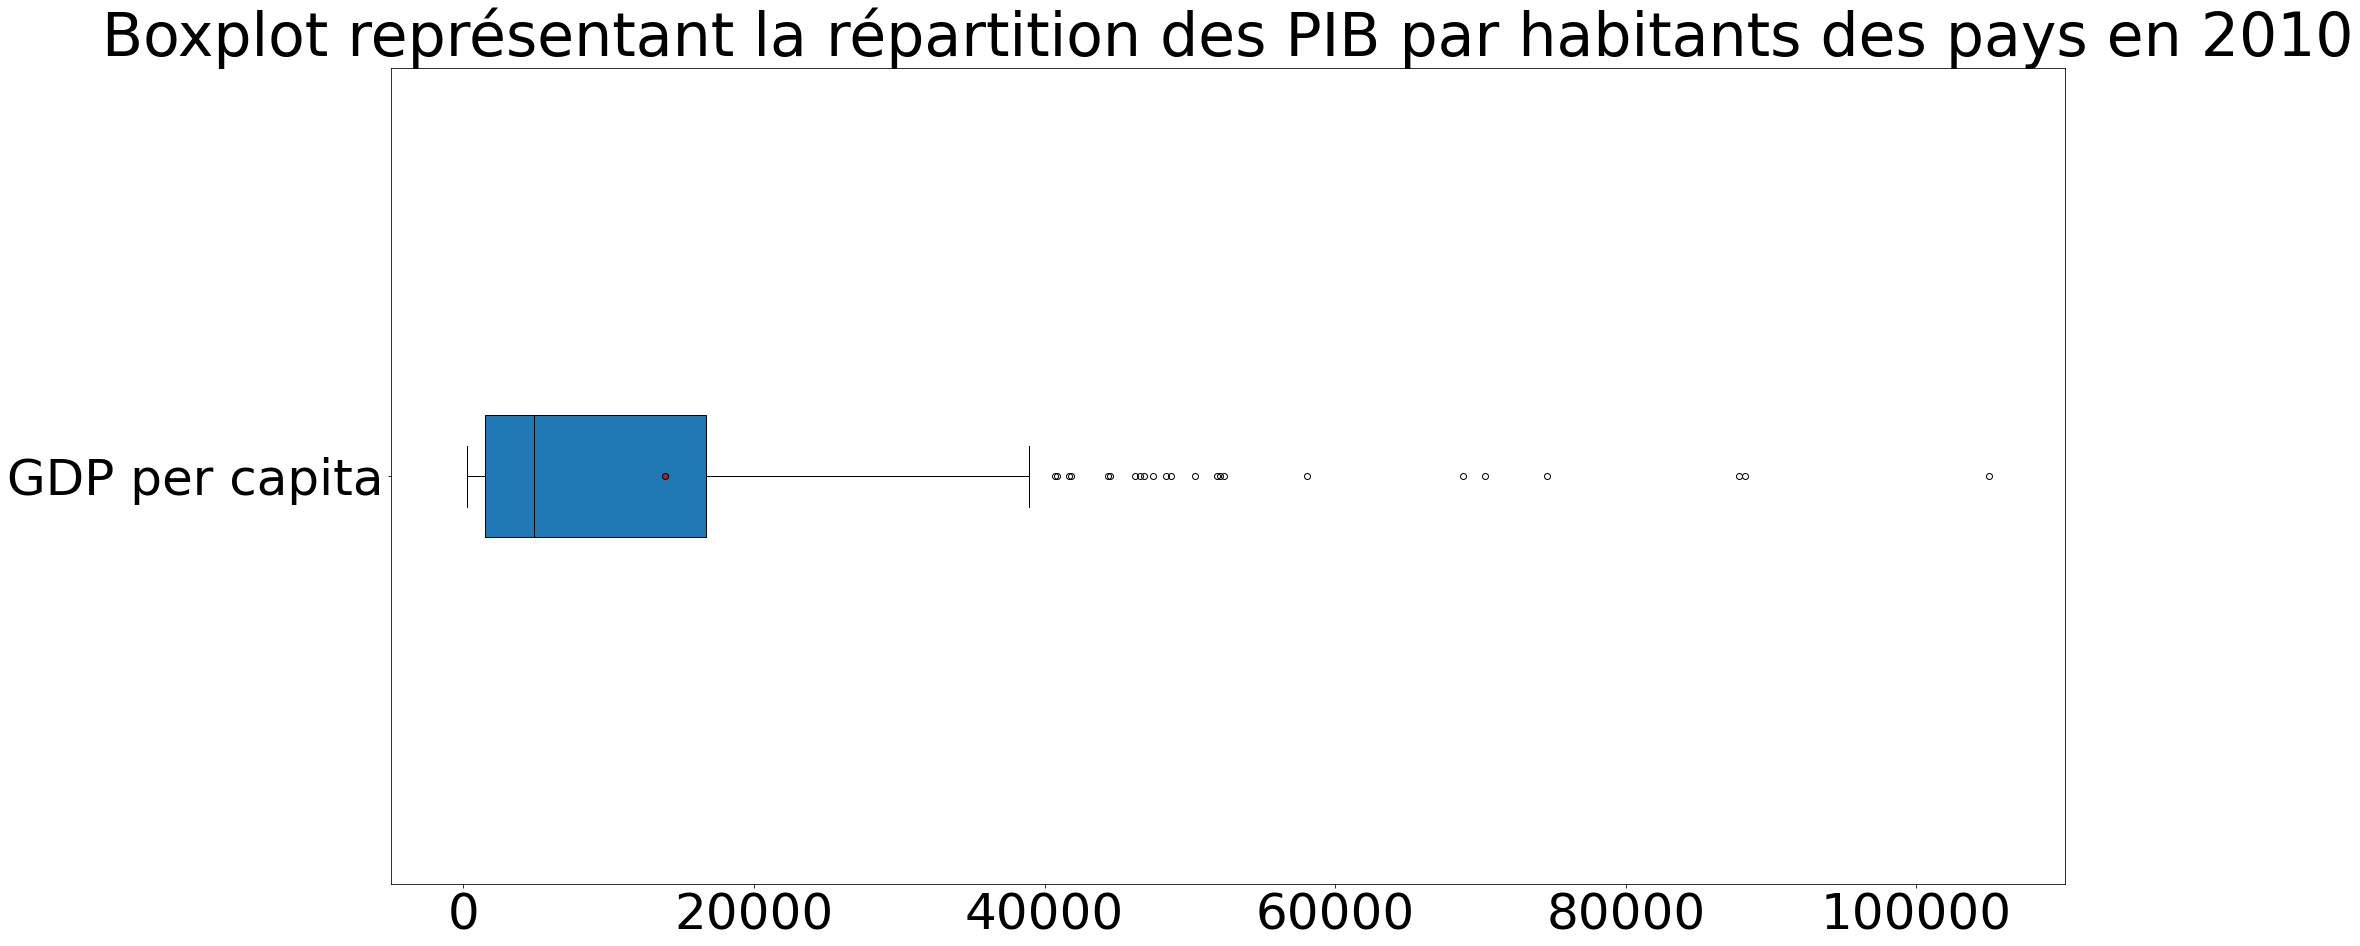 Boxplot représentant la répartition des PIB par habitants des pays en 2010
GDP per capita
0 20000 40000 60000 80000 100000